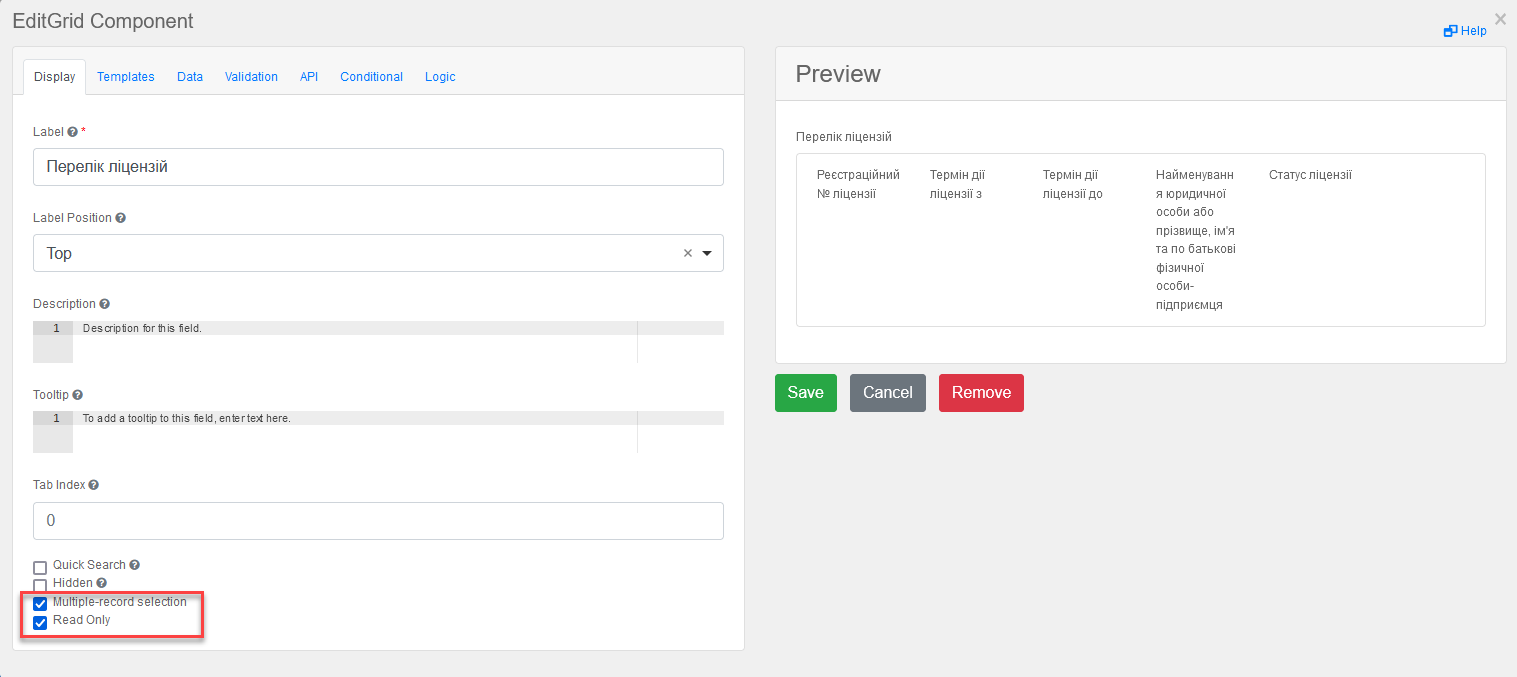 EditGrid Component
×
Help
Display Templates Data Validation API Conditional Logic
Label *
Перелік ліцензій
Label Position
Top ×
Description
1 Description for this field.
Tooltip
1 To add a tooltip to this field, enter text here.
Tab Index
0
Quick Search
Hidden
Multiple-record selection
Read Only
Preview
Перелік ліцензій
Реєстраційний
№ ліцензії
Термін дії
ліцензії з
Термін дії
ліцензії до
Найменуванн
я юридичної
особи або
прізвище, ім'я
та по батькові
фізичної
особи-
підприємця
Статус ліцензії
Save Cancel Remove